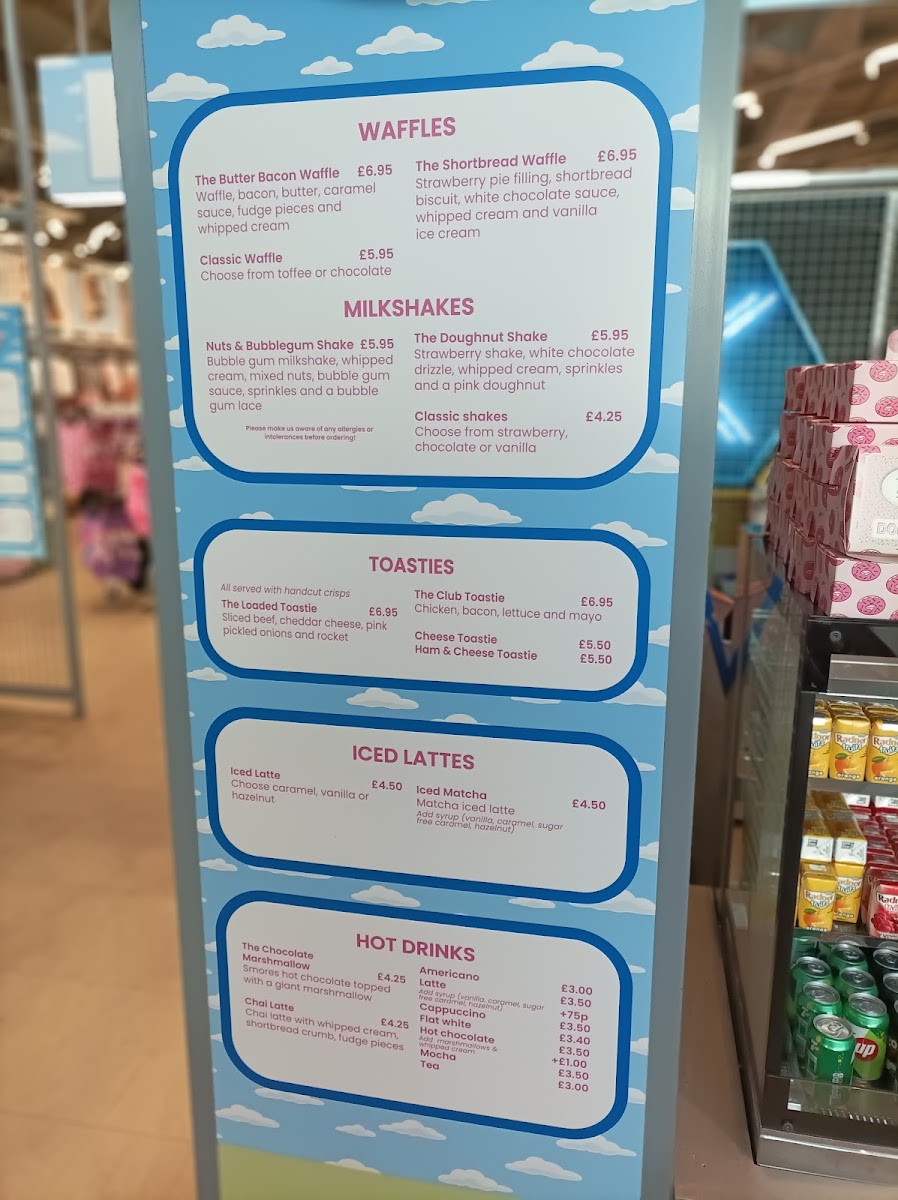 WAFFLES
The Butter Bacon Waffle £6.95
Waffle, bacon, butter, caramel
sauce, fudge pieces and
whipped cream
Classic Waffle £5.95
Choose from toffee or chocolate
The Shortbread Waffle £6.95
Strawberry pie filling, shortbread
biscuit, white chocolate sauce,
whipped cream and vanilla
ice cream
MILKSHAKES
Nuts & Bubblegum Shake £5.95
Bubble gum milkshake, whipped
cream, mixed nuts, bubble gum
sauce, sprinkles and a bubble
gum lace
Please make us aware of any allergies or
intolerances before ordering!
The Doughnut Shake £5.95
Strawberry shake, white chocolate
drizzle, whipped cream, sprinkles
and a pink doughnut
Classic shakes £4.25
Choose from strawberry,
chocolate or vanilla
TOASTIES
All served with handcut crisps
The Loaded Toastie £6.95
Sliced beef, cheddar cheese, pink
pickled onions and rocket
The Club Toastie £6.95
Chicken, bacon, lettuce and mayo
Cheese Toastie £5.50
Ham & Cheese Toastie £5.50
ICED LATTES
Iced Latte £4.50
Choose caramel, vanilla or
hazelnut
Iced Matcha £4.50
Matcha iced latte
Add syrup (vanilla, caramel, sugar
free caramel, hazelnut)
HOT DRINKS
The Chocolate
Marshmallow £4.25
Smores hot chocolate topped
with a giant marshmallow
Chai Latte £4.25
Chai latte with whipped cream,
shortbread crumb, fudge pieces
Americano £3.00
Latte £3.50
Add syrup (vanilla, caramel, sugar
free caramel, hazelnut) +75p
Cappuccino £3.50
Flat white £3.40
Hot chocolate £3.50
Add marshmallows &
whipped cream +£1.00
Mocha £3.50
Tea £3.00
Radnor
orange
Radnor
orange
Radnor
orange
Radnor
up